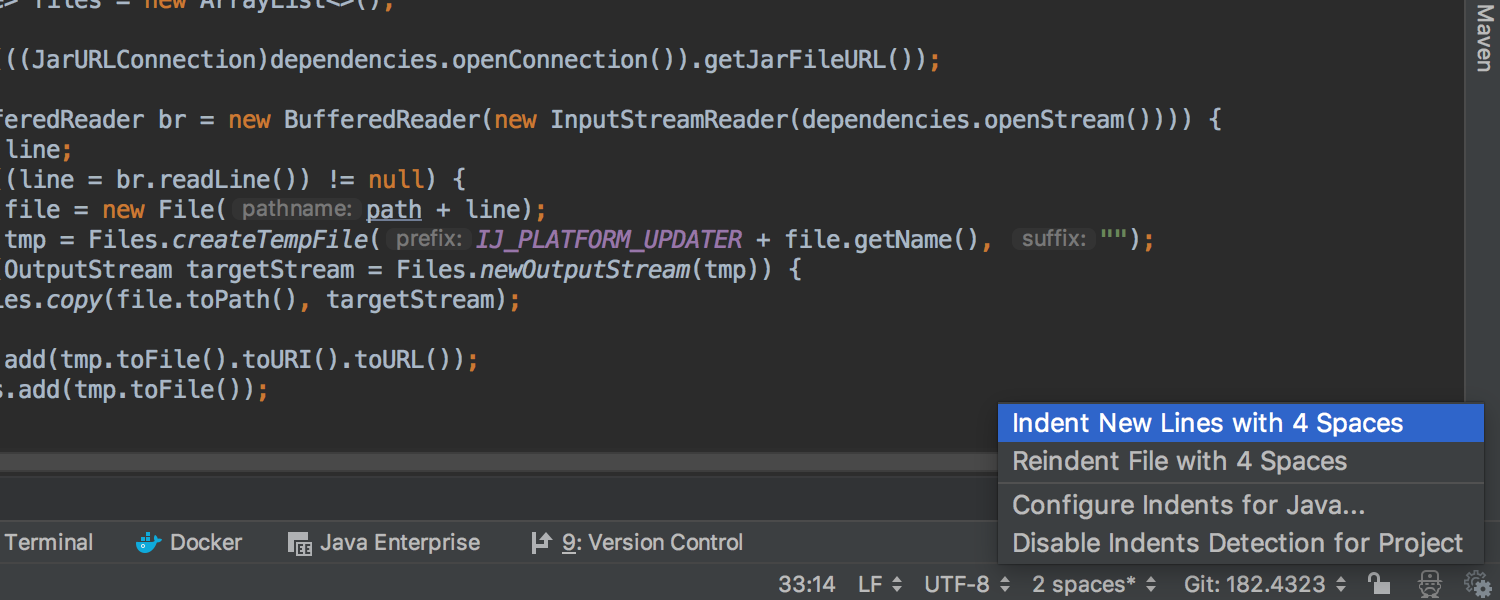 files = new ArrayList<>();
(((JarURLConnection)dependencies.openConnection()).getJarFileURL());
feredReader br = new BufferedReader(new InputStreamReader(dependencies.openStream()))) {
line;
((line = br.readLine()) != null) {
file = new File( pathname: path + line);
tmp = Files.createTempFile( prefix: IJ_PLATFORM_UPDATER + file.getName(), suffix: "");
(OutputStream targetStream = Files.newOutputStream(tmp)) {
les.copy(file.toPath(), targetStream);
add(tmp.toFile().toURI().toURL());
s.add(tmp.toFile());
Maven
Indent New Lines with 4 Spaces
Reindent File with 4 Spaces
Configure Indents for Java...
Disable Indents Detection for Project
Terminal Docker Java Enterprise 9: Version Control
33:14 LF UTF-8 2 spaces* Git: 182.4323